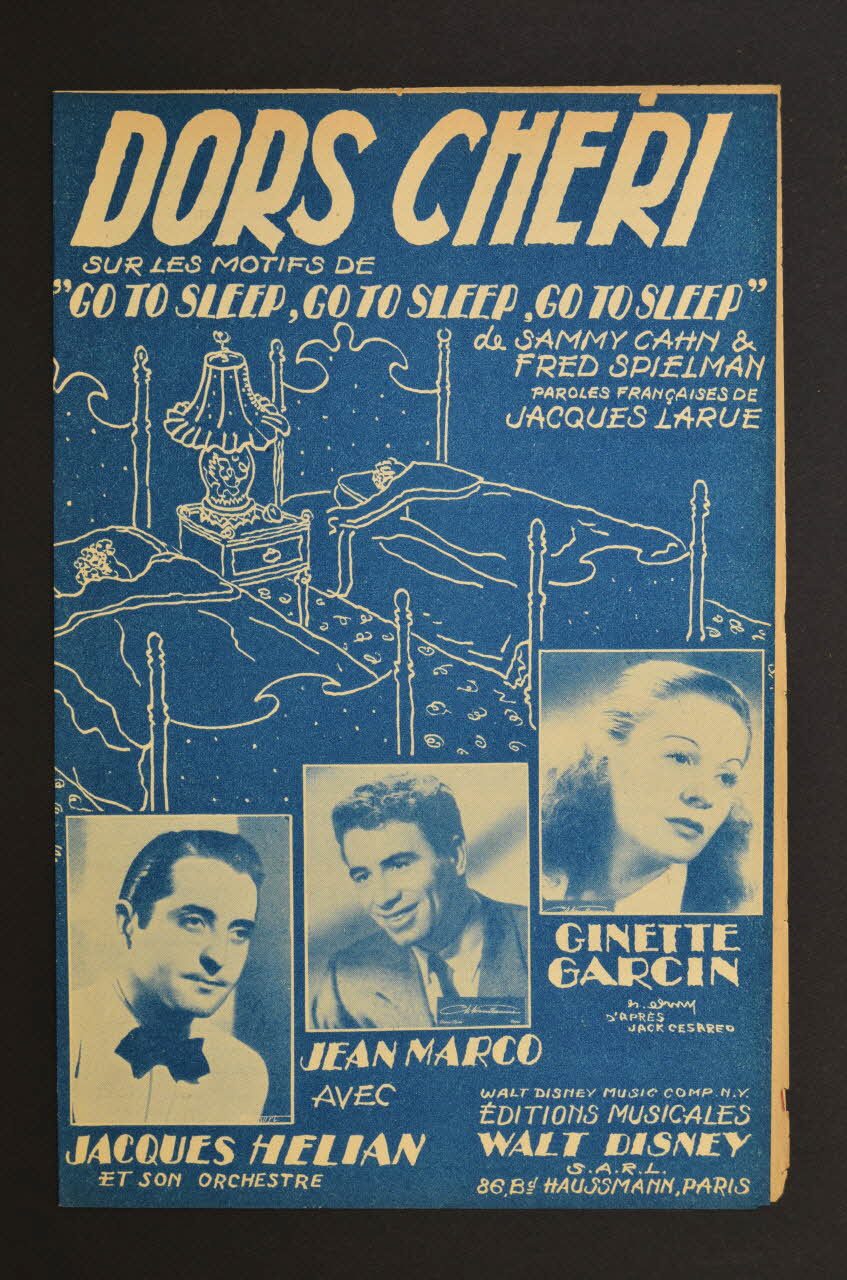 DORS CHERI
SUR LES MOTIFS DE
"GO TO SLEEP, GO TO SLEEP, GO TO SLEEP"
de SAMMY CAHN &
FRED SPIELMAN
PAROLES FRANÇAISES DE
JACQUES LARUE
GINETTE
GARCIN
D'APRÈS
JACK CESAREO
JEAN MARCO
AVEC
JACQUES HELIAN
ET SON ORCHESTRE
WALT DISNEY MUSIC COMP. N.Y.
ÉDITIONS MUSICALES
WALT DISNEY
S.A.R.L.
86, Bd HAUSSMANN, PARIS